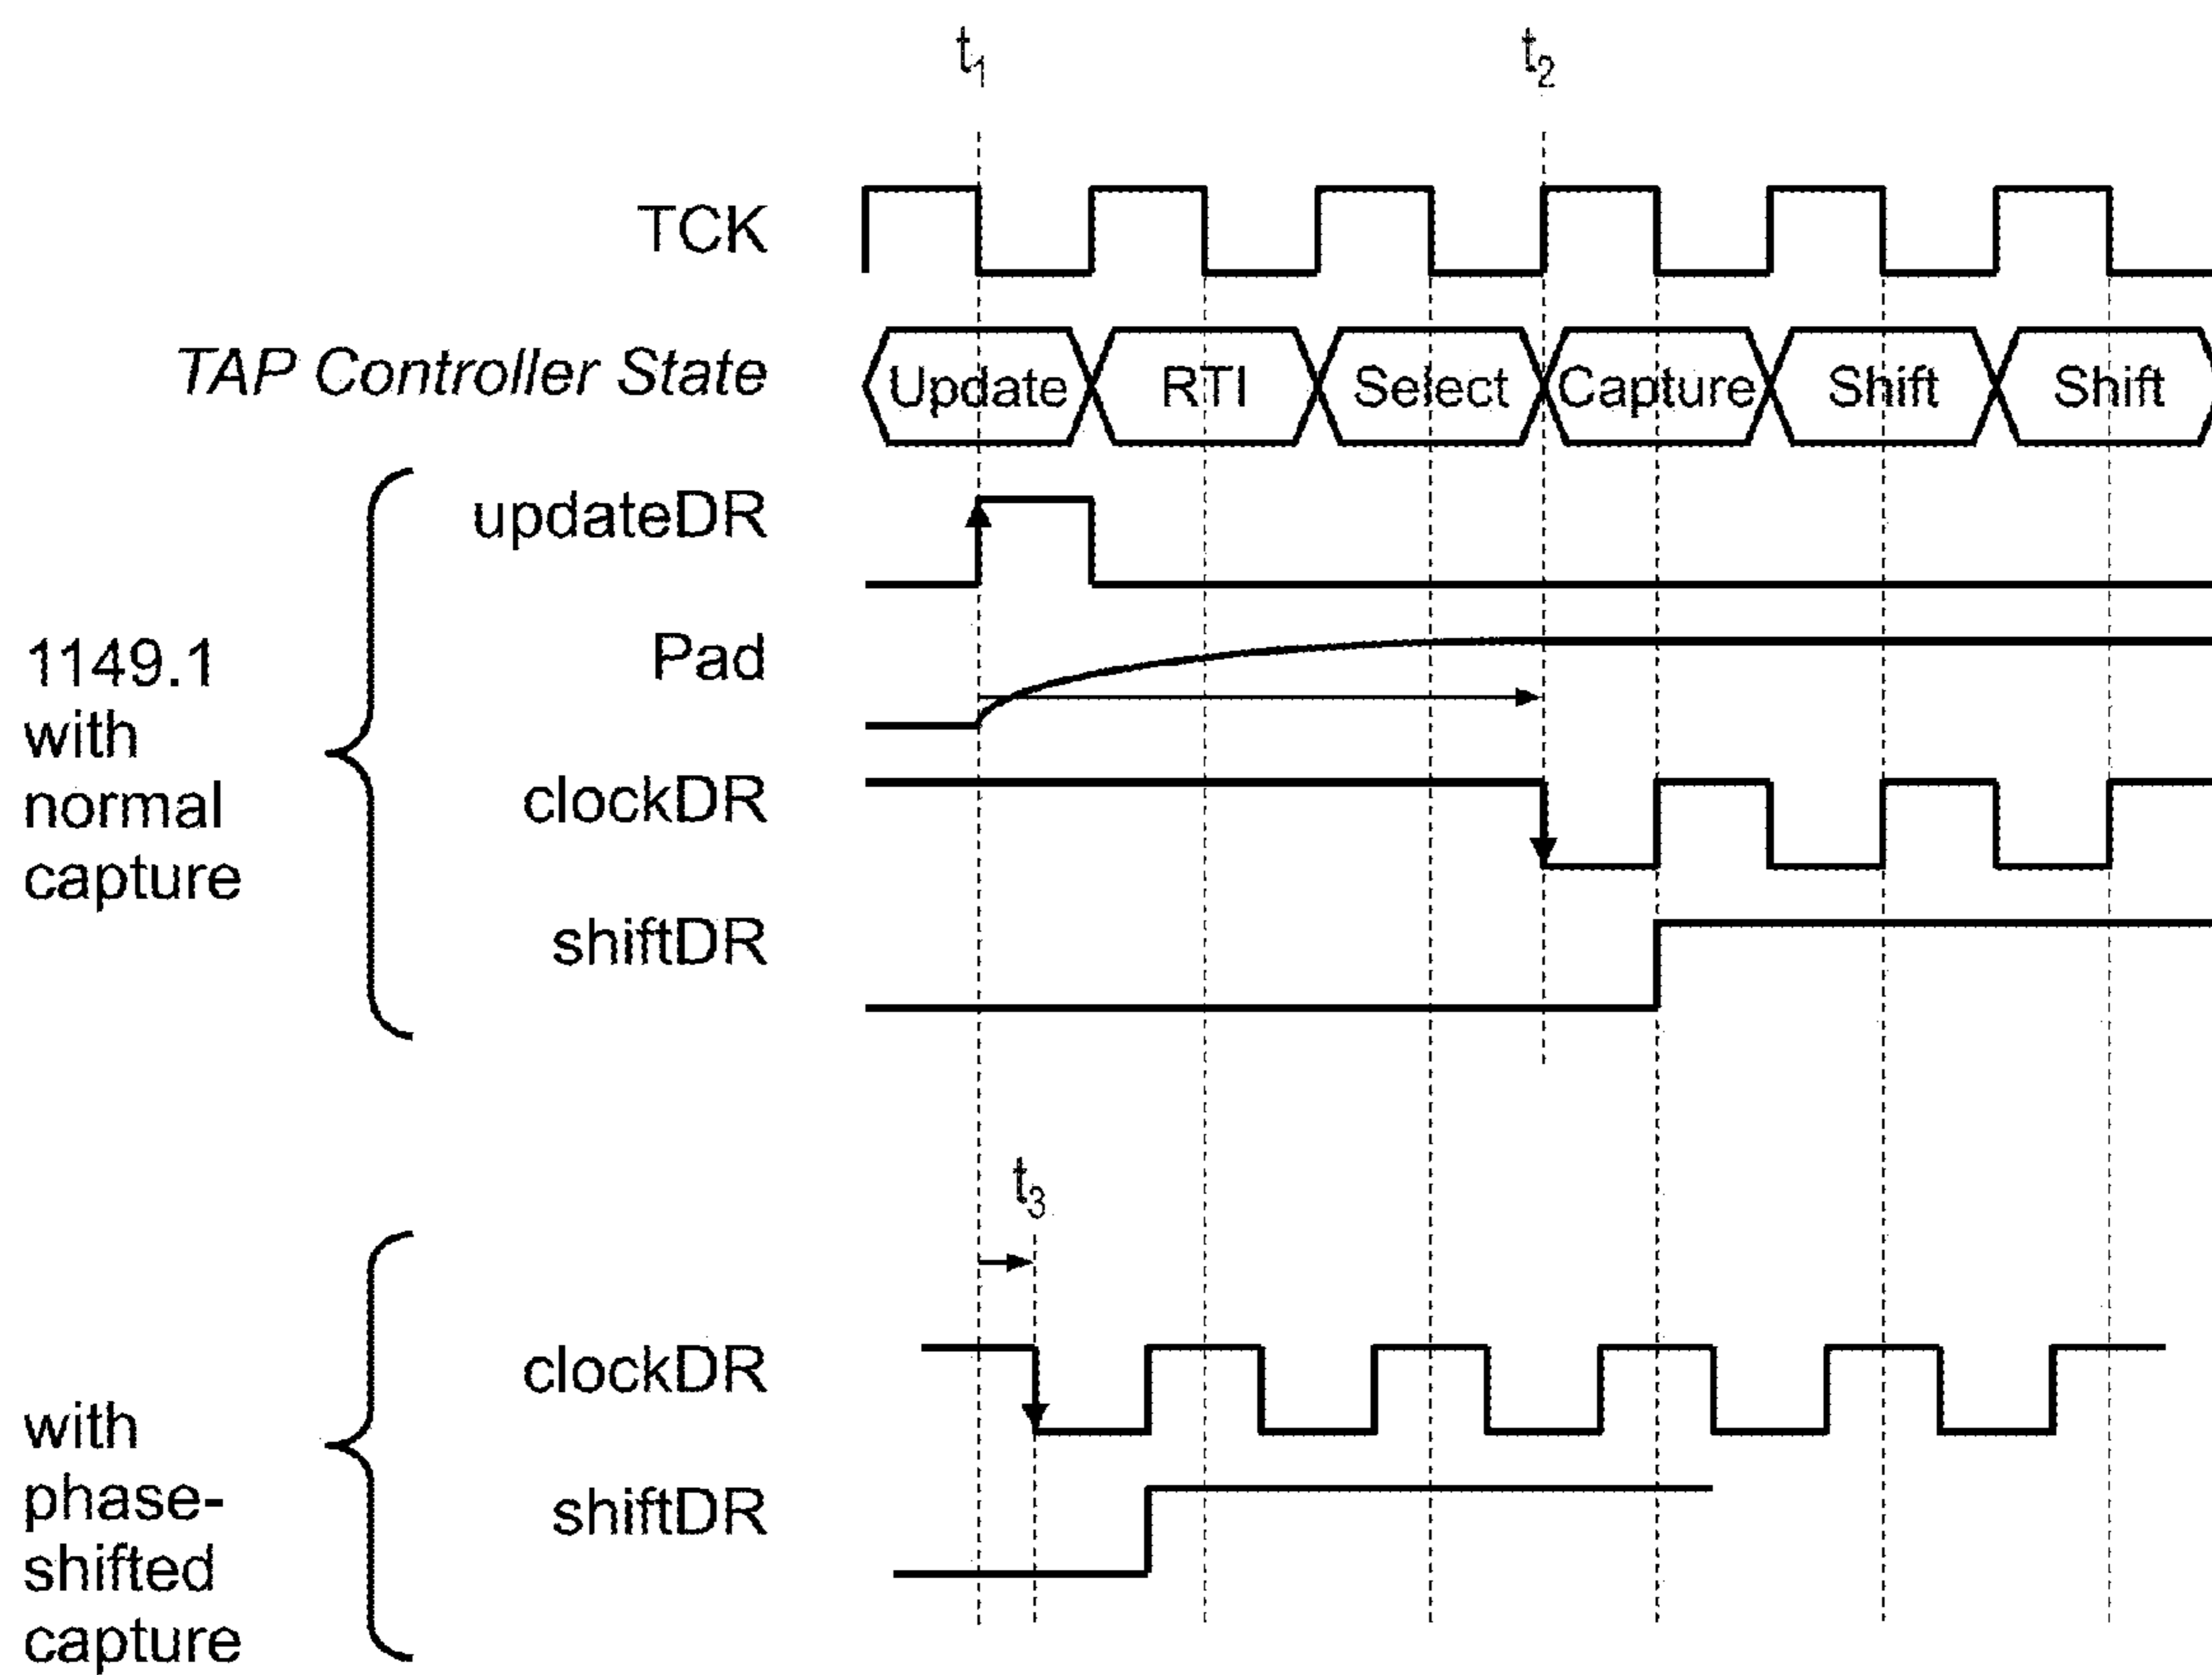 t1 t2
TCK
TAP Controller State
Update RTI Select Capture Shift Shift
updateDR
Pad
clockDR
shiftDR
1149.1
with
normal
capture
t3
clockDR
shiftDR
with
phase-
shifted
capture